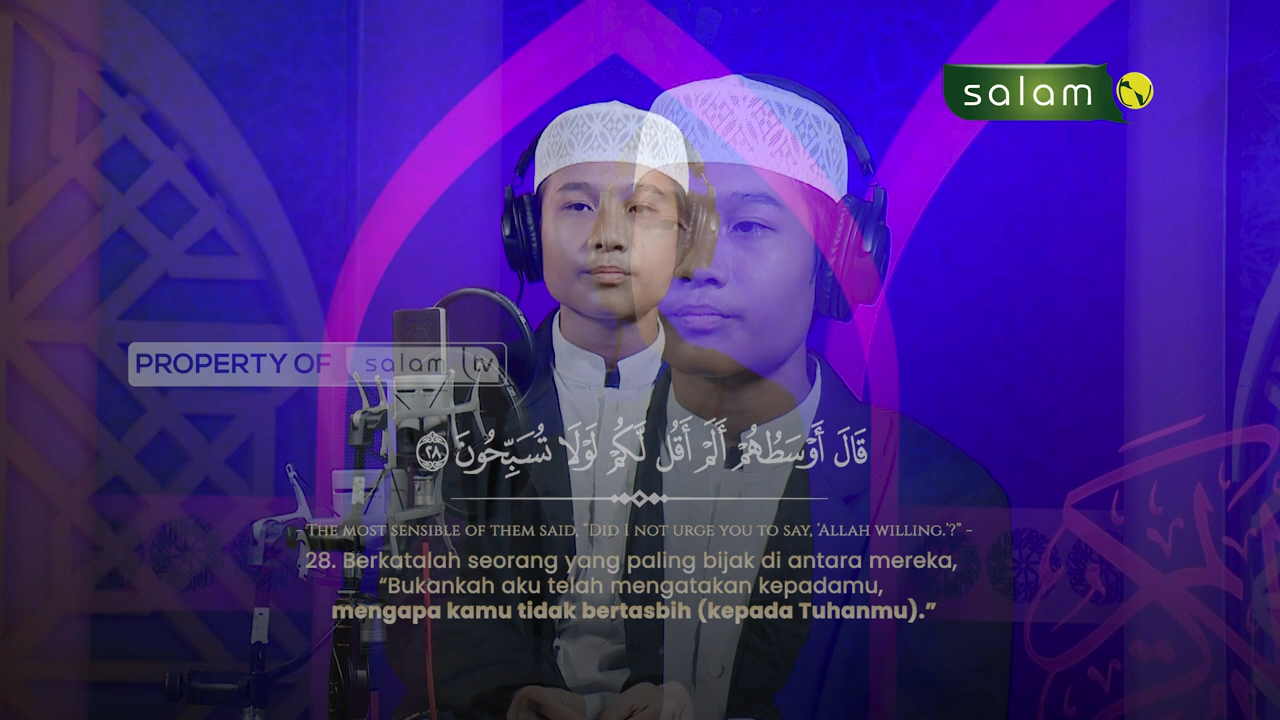 salam
PROPERTY OF salam tv
قَالَ أَوْسَطُهُمْ أَلَمْ أَقُل لَّكُمْ لَوْلَا تُسَبِّحُونَ ٢٨
- The most sensible of them said, “Did I not urge you to say, ‘Allah willing.’?” -
28. Berkatalah seorang yang paling bijak di antara mereka,
“Bukankah aku telah mengatakan kepadamu,
mengapa kamu tidak bertasbih (kepada Tuhanmu).”